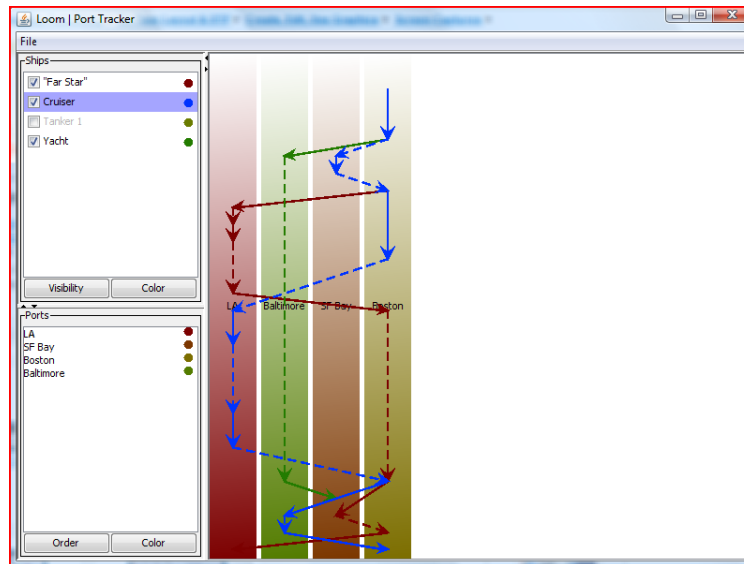 Loom | Port Tracker
File
Ships
"Far Star"
Cruiser
Tanker 1
Yacht
Visibility Color
Ports
LA
SF Bay
Boston
Baltimore
Order Color
LA Baltimore SF Bay Boston